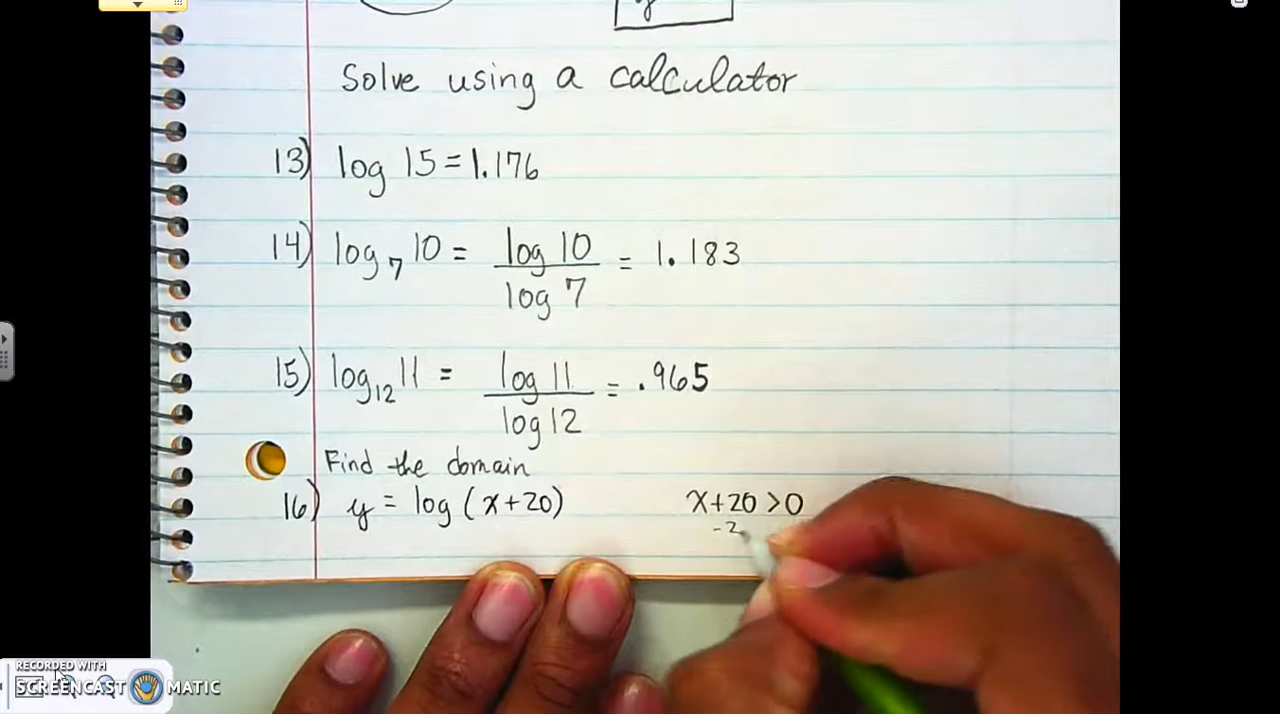 y
Solve using a calculator
13) log 15 = 1.176
14) log₇ 10 = log 10 / log 7 = 1.183
15) log₁₂ 11 = log 11 / log 12 = .965
Find the domain
16) y = log (x+20) x+20 > 0
-2
RECORDED WITH
SCREENCAST MATIC